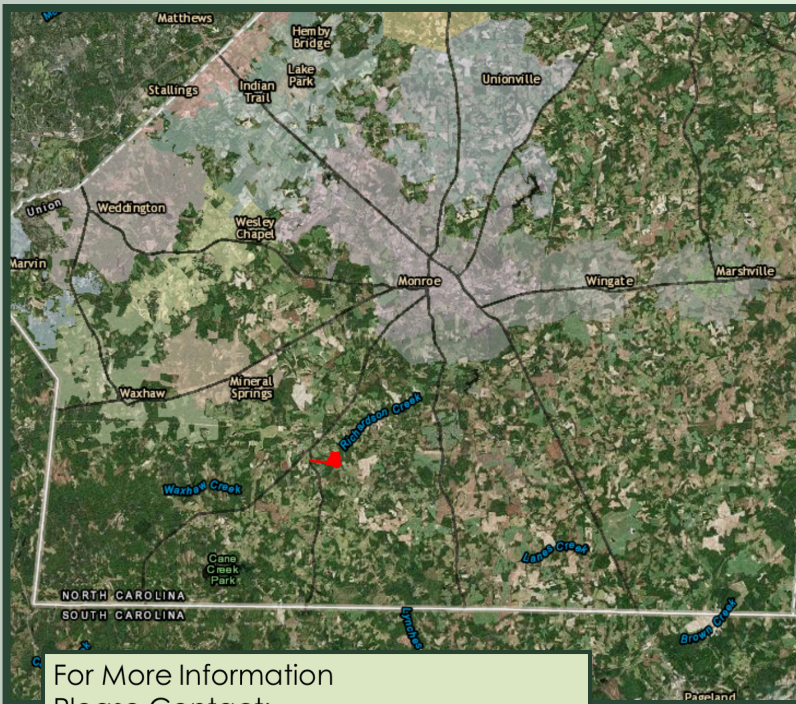 Matthews
Hemby
Bridge
Lake
Park
Stallings
Indian
Trail
Unionville
Union
Weddington
Wesley
Chapel
Marvin
Monroe
Wingate
Marshville
Waxhaw
Mineral
Springs
Richardson Creek
Waxhaw Creek
Lanes Creek
Cane
Creek
Park
NORTH CAROLINA
SOUTH CAROLINA
Lynches
Brown Creek
Pageland
For More Information
Please Contact: